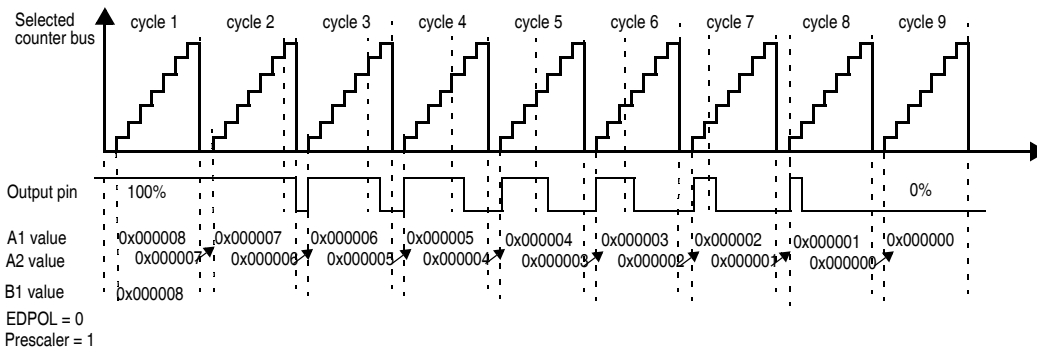 Selected counter bus
cycle 1 cycle 2 cycle 3 cycle 4 cycle 5 cycle 6 cycle 7 cycle 8 cycle 9
Output pin 100% 0%
A1 value 0x000008 0x000007 0x000006 0x000005 0x000004 0x000003 0x000002 0x000001 0x000000
A2 value 0x000007 0x000006 0x000005 0x000004 0x000003 0x000002 0x000001 0x000000
B1 value 0x000008
EDPOL = 0
Prescaler = 1